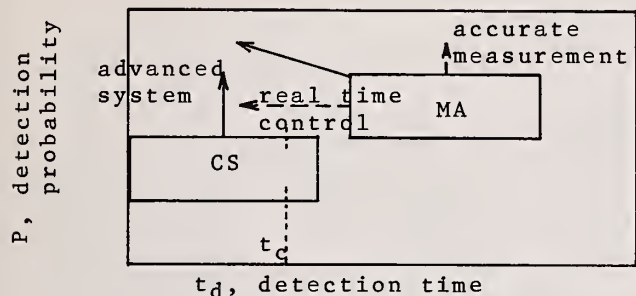 P, detection
probability
advanced
system
accurate
measurement
real time
control
MA
CS
t_c
t_d, detection time